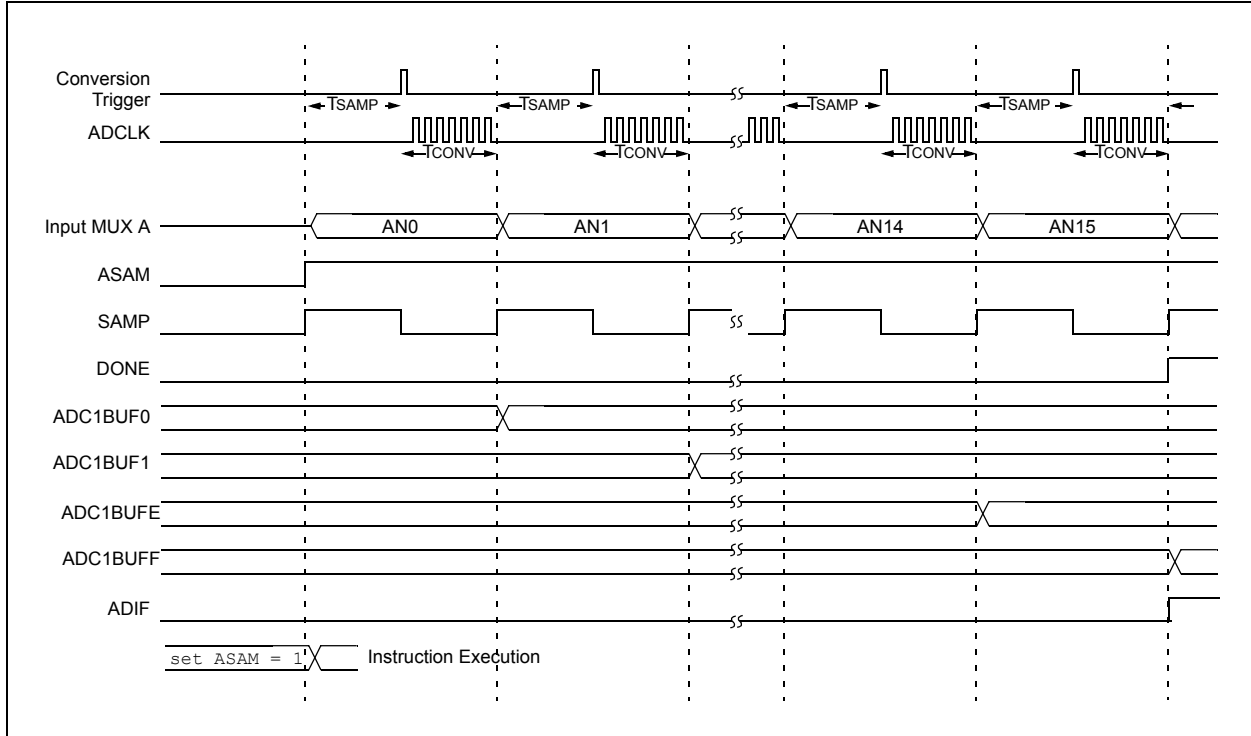 Conversion
Trigger
TSAMP TSAMP TSAMP TSAMP
ADCLK
TCONV TCONV TCONV TCONV
Input MUX A AN0 AN1 AN14 AN15
ASAM
SAMP
DONE
ADC1BUF0
ADC1BUF1
ADC1BUFE
ADC1BUFF
ADIF
set ASAM = 1 Instruction Execution